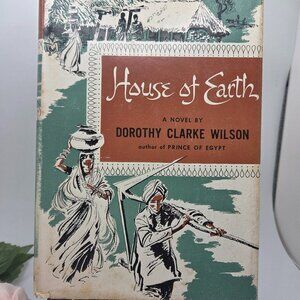 House of Earth
A NOVEL BY
DOROTHY CLARKE WILSON
author of PRINCE OF EGYPT